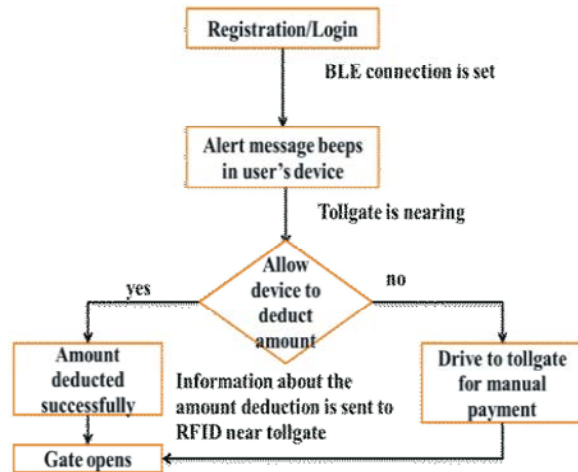 Registration/Login
BLE connection is set
Alert message beeps
in user's device
Tollgate is nearing
Allow
device to
deduct
amount
yes
no
Amount
deducted
successfully
Information about the
amount deduction is sent to
RFID near tollgate
Drive to tollgate
for manual
payment
Gate opens